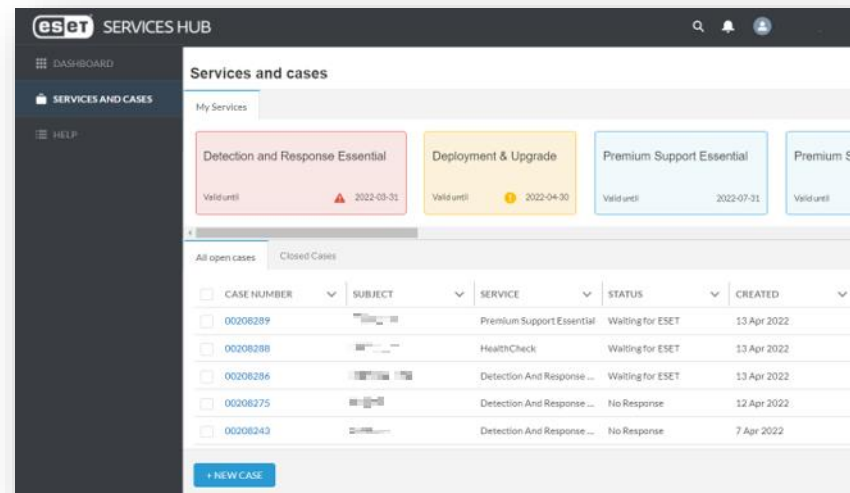 eset SERVICES HUB
DASHBOARD
SERVICES AND CASES
HELP
Services and cases
My Services
Detection and Response Essential
Valid until 2022-03-31
Deployment & Upgrade
Valid until 2022-04-30
Premium Support Essential
Valid until 2022-07-31
Premium S
Valid until
All open cases Closed Cases
CASE NUMBER SUBJECT SERVICE STATUS CREATED
00208289 Premium Support Essential Waiting for ESET 13 Apr 2022
00208288 HealthCheck Waiting for ESET 13 Apr 2022
00208286 Detection And Response ... Waiting for ESET 13 Apr 2022
00208275 Detection And Response ... No Response 12 Apr 2022
00208243 Detection And Response ... No Response 7 Apr 2022
+ NEW CASE